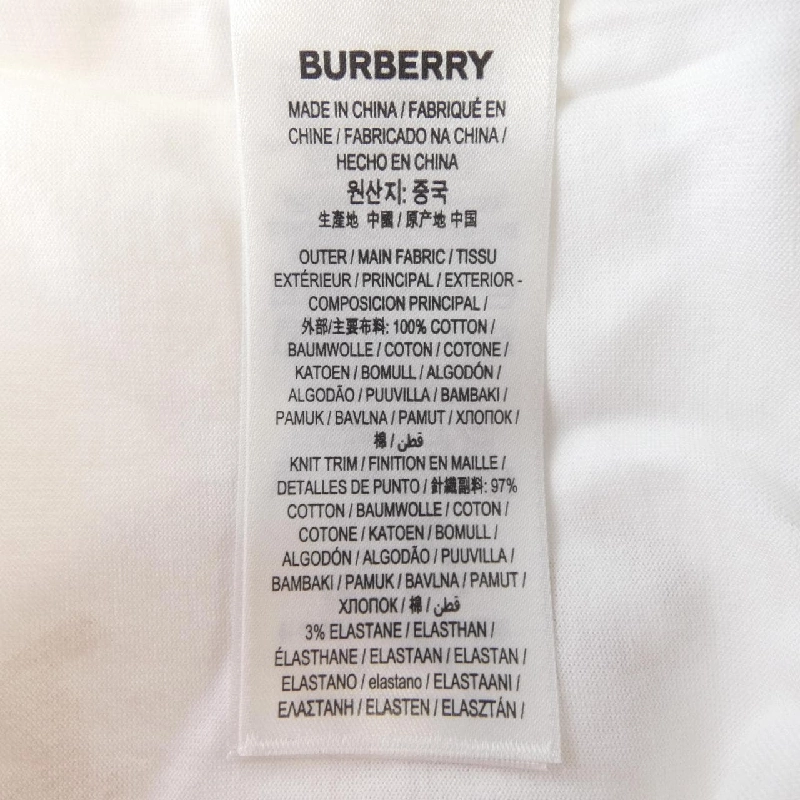 BURBERRY
MADE IN CHINA / FABRIQUÉ EN
CHINE / FABRICADO NA CHINA /
HECHO EN CHINA
원산지: 중국
生產地 中國 / 原产地 中国
OUTER / MAIN FABRIC / TISSU
EXTÉRIEUR / PRINCIPAL / EXTERIOR -
COMPOSICION PRINCIPAL /
外部/主要布料: 100% COTTON /
BAUMWOLLE / COTON / COTONE /
KATOEN / BOMULL / ALGODÓN /
ALGODÃO / PUUVILLA / BAMBAKI /
PAMUK / BAVLNA / PAMUT / ХЛОПОК /
棉 / قطن
KNIT TRIM / FINITION EN MAILLE /
DETALLES DE PUNTO / 針織副料: 97%
COTTON / BAUMWOLLE / COTON /
COTONE / KATOEN / BOMULL /
ALGODÓN / ALGODÃO / PUUVILLA /
BAMBAKI / PAMUK / BAVLNA / PAMUT /
ХЛОПОК / 棉 / قطن
3% ELASTANE / ELASTHAN /
ÉLASTHANE / ELASTAAN / ELASTAN /
ELASTANO / elastano / ELASTAANI /
ΕΛΑΣΤΑΝΗ / ELASTEN / ELASZTÁN /